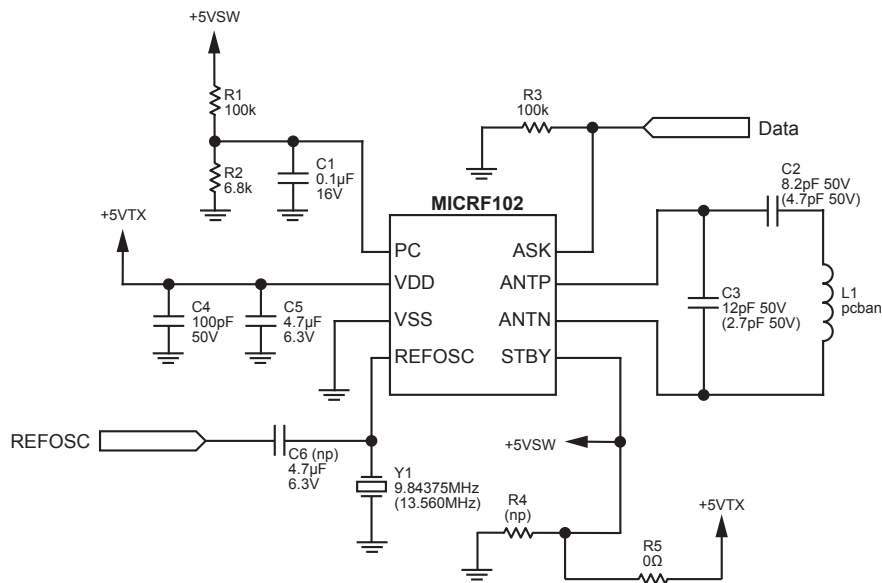 +5VSW
R1
100k
R2
6.8k
C1
0.1µF
16V
R3
100k
Data
C2
8.2pF 50V
(4.7pF 50V)
MICRF102
+5VTX
PC
VDD
VSS
REFOSC
ASK
ANTP
ANTN
STBY
C4
100pF
50V
C5
4.7µF
6.3V
C3
12pF 50V
(2.7pF 50V)
L1
pcban
REFOSC
C6 (np)
4.7µF
6.3V
Y1
9.84375MHz
(13.560MHz)
+5VSW
R4
(np)
+5VTX
R5
0Ω